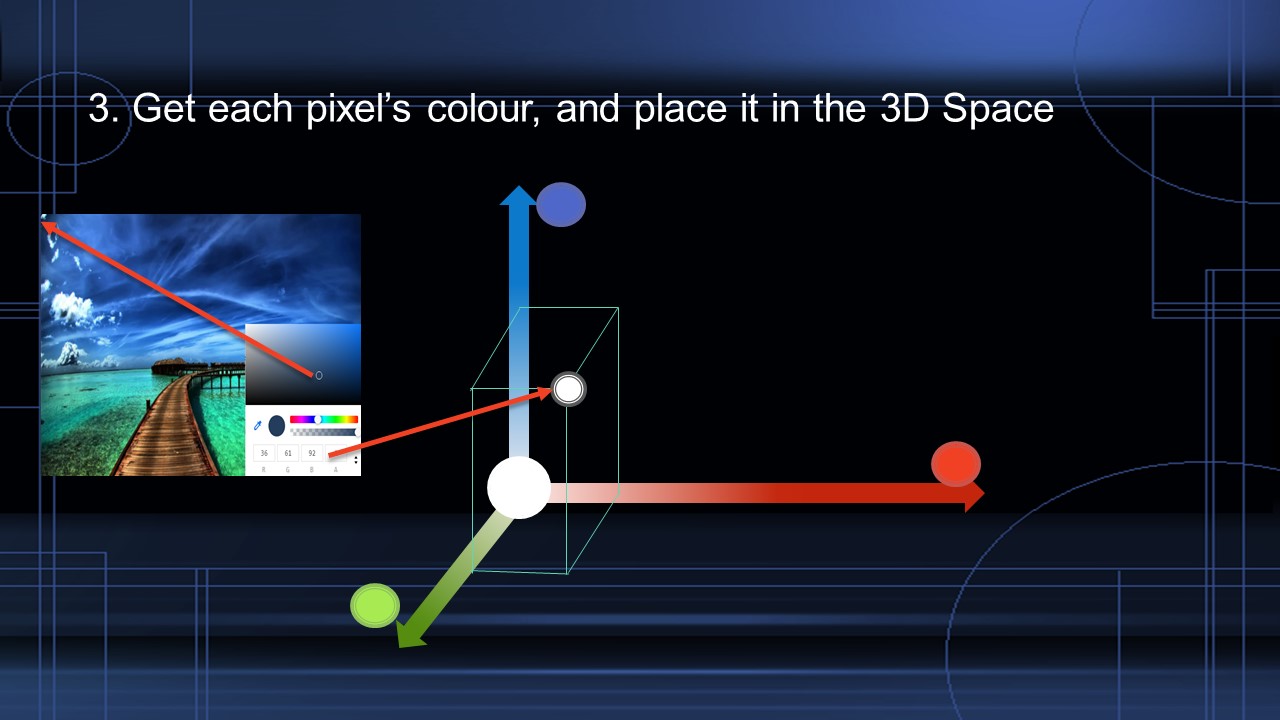 3. Get each pixel’s colour, and place it in the 3D Space
36 61 92
R G B A